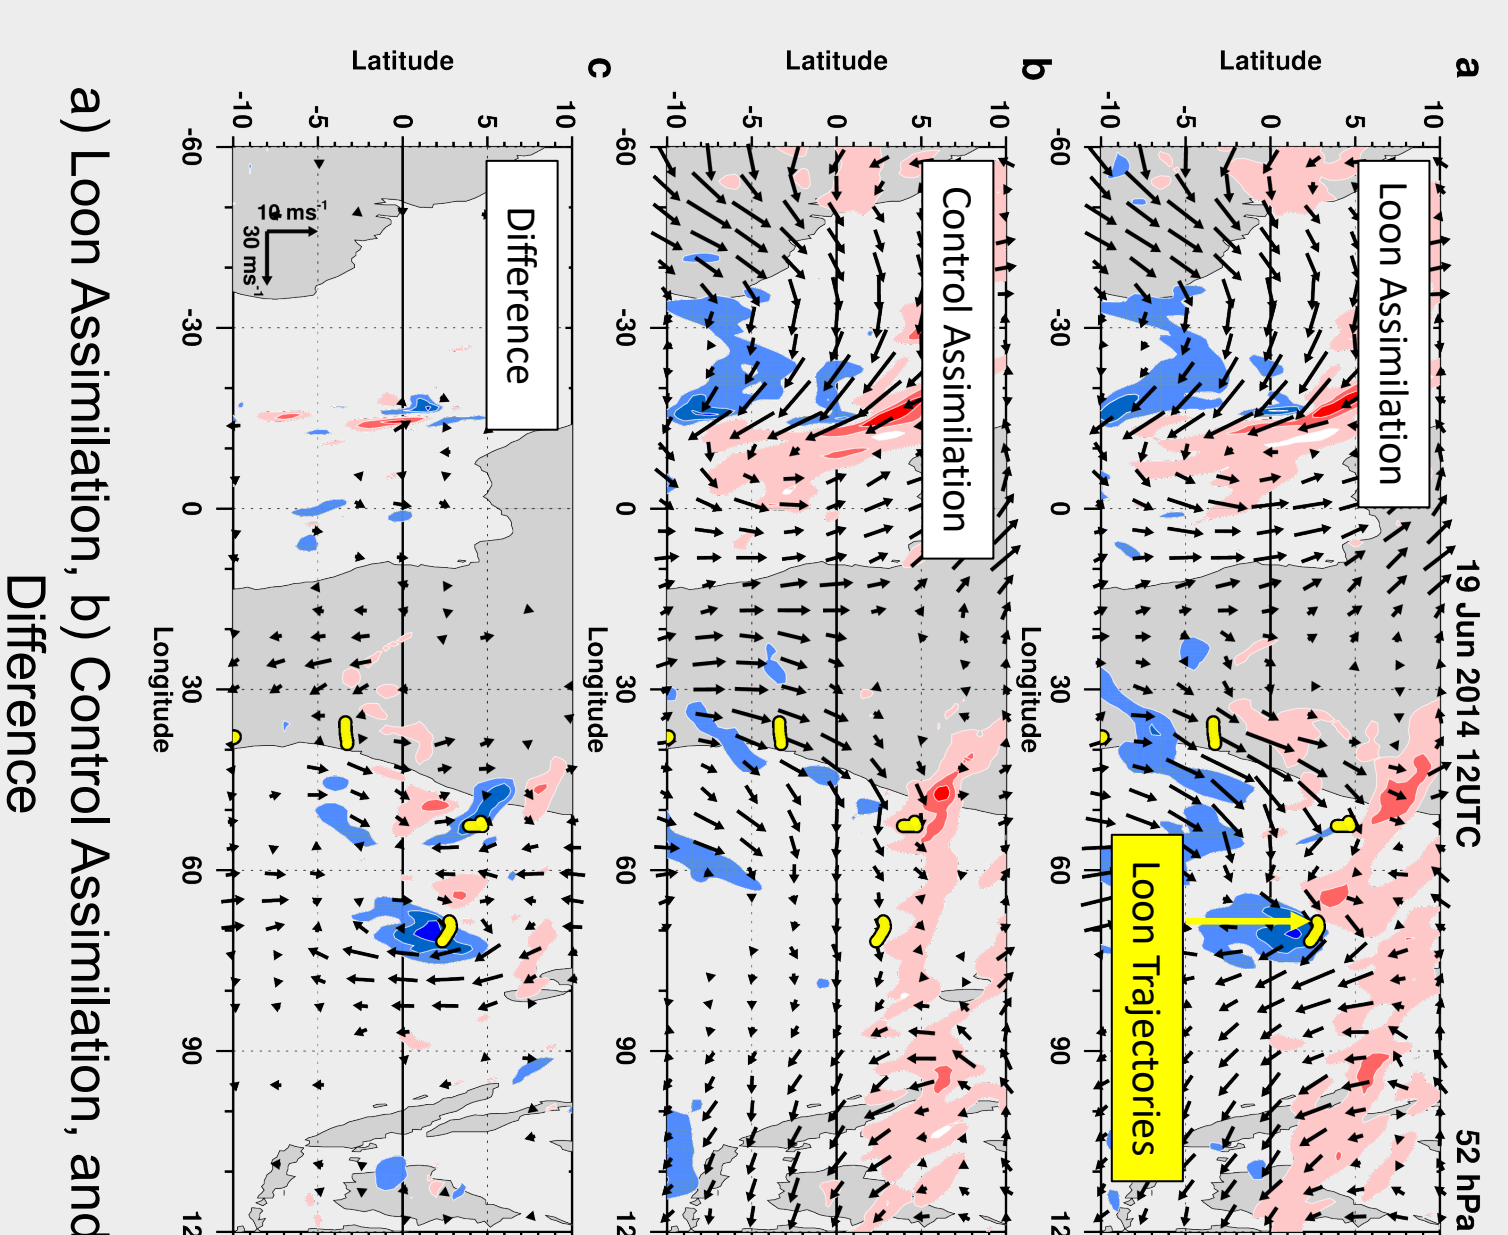 19 Jun 2014 12UTC
52 hPa
a
Latitude
10
5
0
-5
-10
Loon Assimilation
Loon Trajectories
-60
-30
0
30
60
90
12
Longitude
b
Latitude
10
5
0
-5
-10
Control Assimilation
-60
-30
0
30
60
90
12
Longitude
c
Latitude
10
5
0
-5
-10
Difference
10 ms-1
30 ms-1
-60
-30
0
30
60
90
12
Longitude
a) Loon Assimilation, b) Control Assimilation, and
Difference